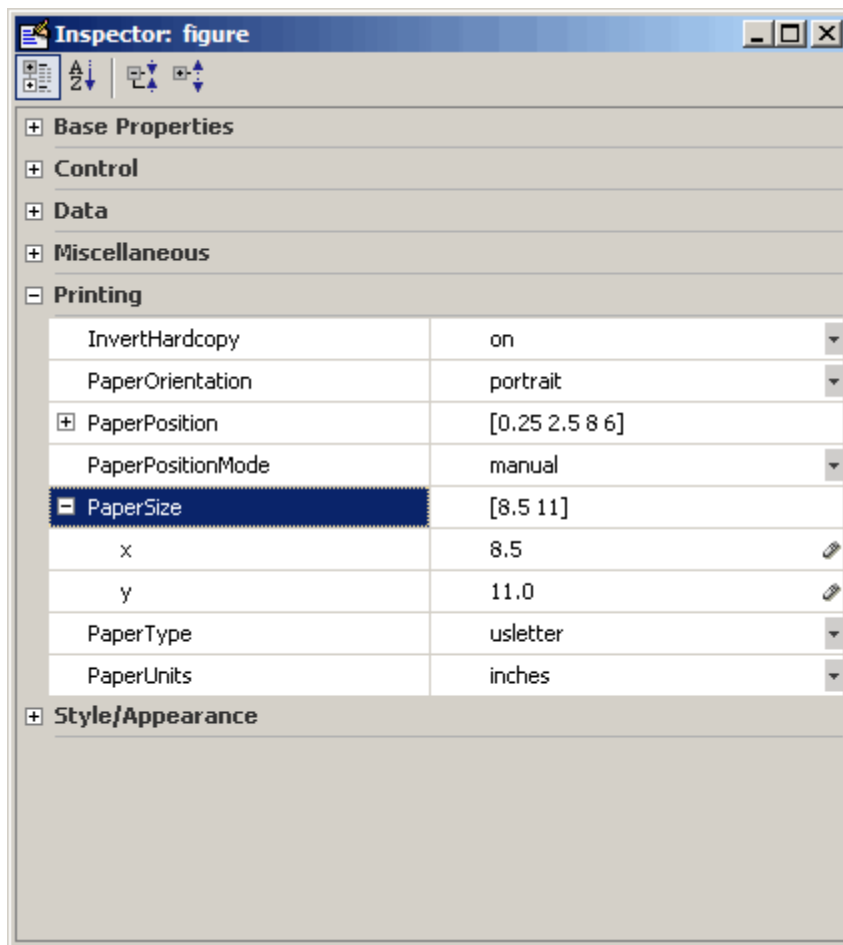 Inspector: figure
Base Properties
Control
Data
Miscellaneous
Printing
InvertHardcopy on
PaperOrientation portrait
PaperPosition [0.25 2.5 8 6]
PaperPositionMode manual
PaperSize [8.5 11]
x 8.5
y 11.0
PaperType usletter
PaperUnits inches
Style/Appearance